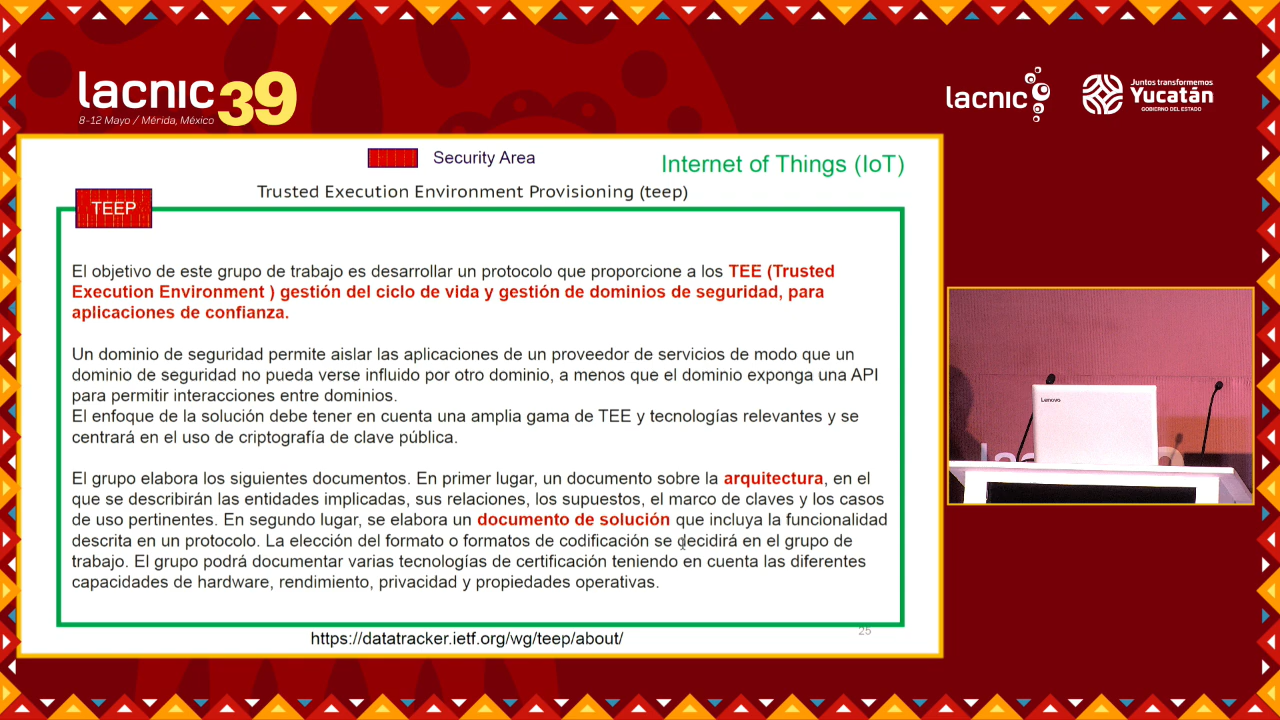 lacnic 39
8-12 Mayo / Mérida, México
lacnic
Juntos transformemos
Yucatán
GOBIERNO DEL ESTADO
Security Area
Internet of Things (IoT)
Trusted Execution Environment Provisioning (teep)
TEEP
El objetivo de este grupo de trabajo es desarrollar un protocolo que proporcione a los TEE (Trusted
Execution Environment ) gestión del ciclo de vida y gestión de dominios de seguridad, para
aplicaciones de confianza.
Un dominio de seguridad permite aislar las aplicaciones de un proveedor de servicios de modo que un
dominio de seguridad no pueda verse influido por otro dominio, a menos que el dominio exponga una API
para permitir interacciones entre dominios.
El enfoque de la solución debe tener en cuenta una amplia gama de TEE y tecnologías relevantes y se
centrará en el uso de criptografía de clave pública.
El grupo elabora los siguientes documentos. En primer lugar, un documento sobre la arquitectura, en el
que se describirán las entidades implicadas, sus relaciones, los supuestos, el marco de claves y los casos
de uso pertinentes. En segundo lugar, se elabora un documento de solución que incluya la funcionalidad
descrita en un protocolo. La elección del formato o formatos de codificación se decidirá en el grupo de
trabajo. El grupo podrá documentar varias tecnologías de certificación teniendo en cuenta las diferentes
capacidades de hardware, rendimiento, privacidad y propiedades operativas.
25
https://datatracker.ietf.org/wg/teep/about/
Lenovo